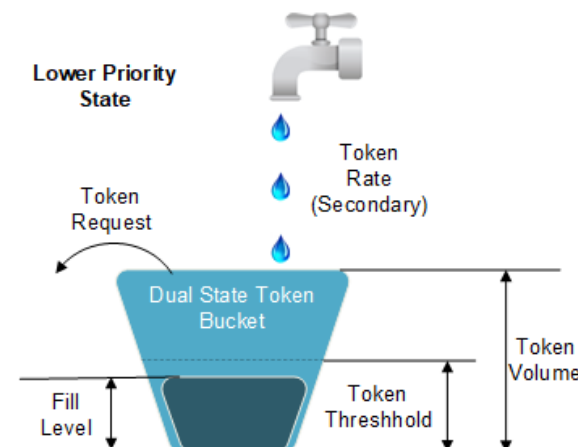 Lower Priority
State
Token
Rate
(Secondary)
Token
Request
Dual State Token
Bucket
Token
Volume
Token
Threshhold
Fill
Level